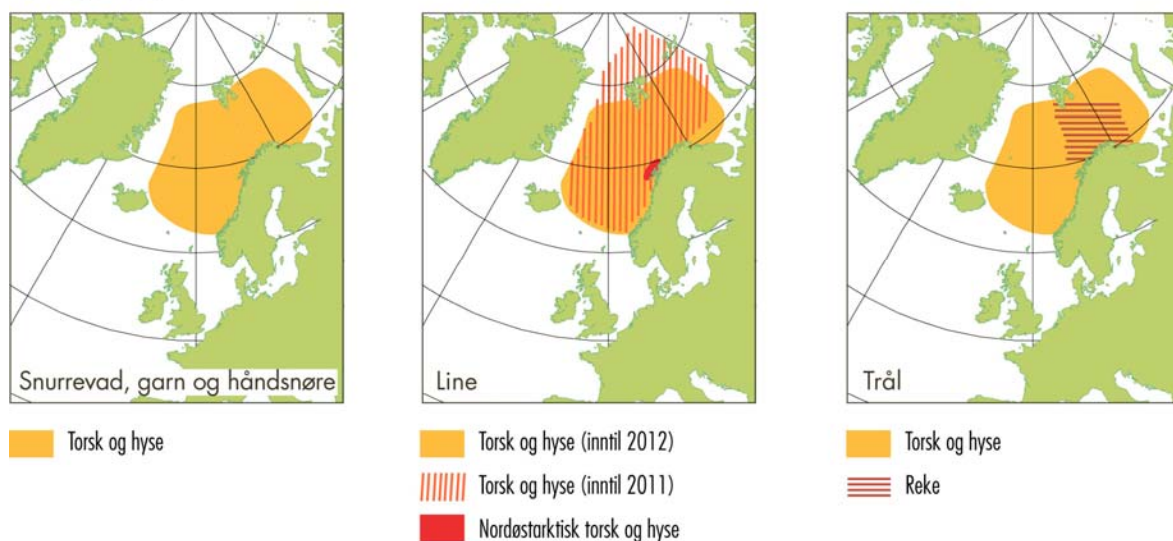 Snurrevad, garn og håndsnøre
Torsk og hyse
Line
Torsk og hyse (inntil 2012)
Torsk og hyse (inntil 2011)
Nordøstarktisk torsk og hyse
Trål
Torsk og hyse
Reke